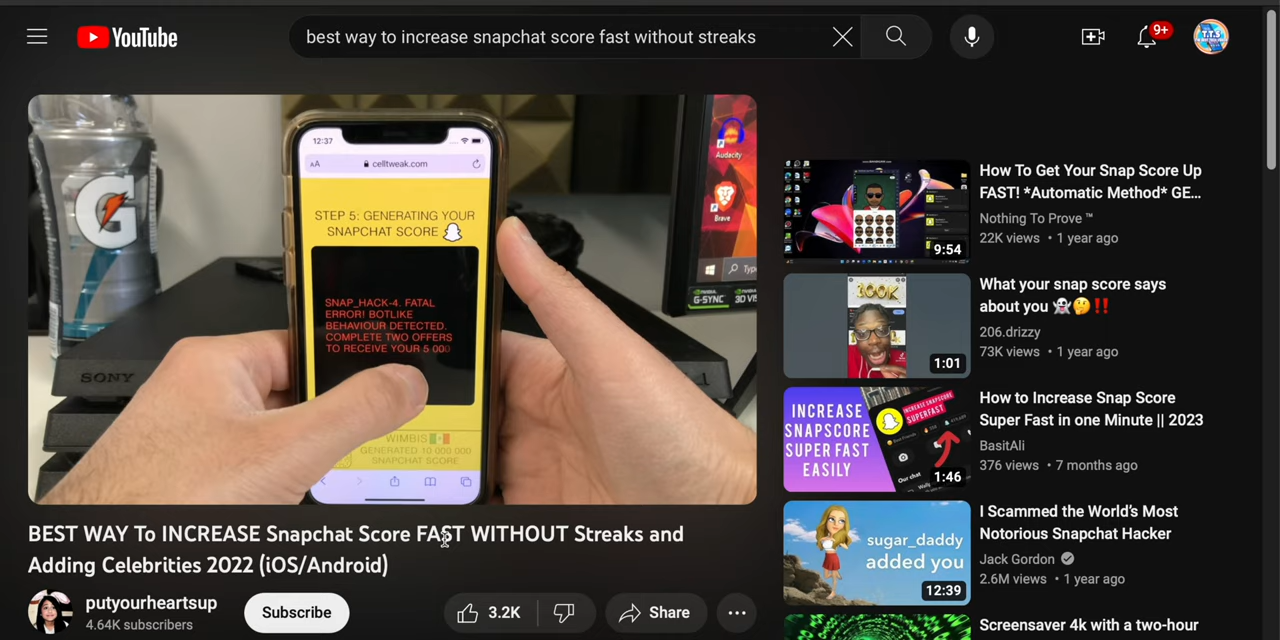 YouTube
best way to increase snapchat score fast without streaks
9+
T.T.S
G
SONY
12:37
AA
celltweak.com
STEP 5: GENERATING YOUR
SNAPCHAT SCORE
SNAP_HACK-4. FATAL
ERROR! BOTLIKE
BEHAVIOUR DETECTED.
COMPLETE TWO OFFERS
TO RECEIVE YOUR 5 000
WIMBIS
GENERATED 10 000 000
SNAPCHAT SCORE
Audacity
Brave
G-SYNC
BEST WAY To INCREASE Snapchat Score FAST WITHOUT Streaks and
Adding Celebrities 2022 (iOS/Android)
putyourheartsup
4.64K subscribers
Subscribe
3.2K
Share
9:54
How To Get Your Snap Score Up
FAST! *Automatic Method* GE...
Nothing To Prove ™
22K views • 1 year ago
100K
1:01
What your snap score says
about you 👻🤔‼️
206.drizzy
73K views • 1 year ago
INCREASE
SNAPSCORE
SUPER FAST
EASILY
INCREASE
SNAPSCORE
SUPERFAST
Our chat
1:46
How to Increase Snap Score
Super Fast in one Minute || 2023
BasitAli
376 views • 7 months ago
sugar_daddy
added you
12:39
I Scammed the World's Most
Notorious Snapchat Hacker
Jack Gordon
2.6M views • 1 year ago
Screensaver 4k with a two-hour